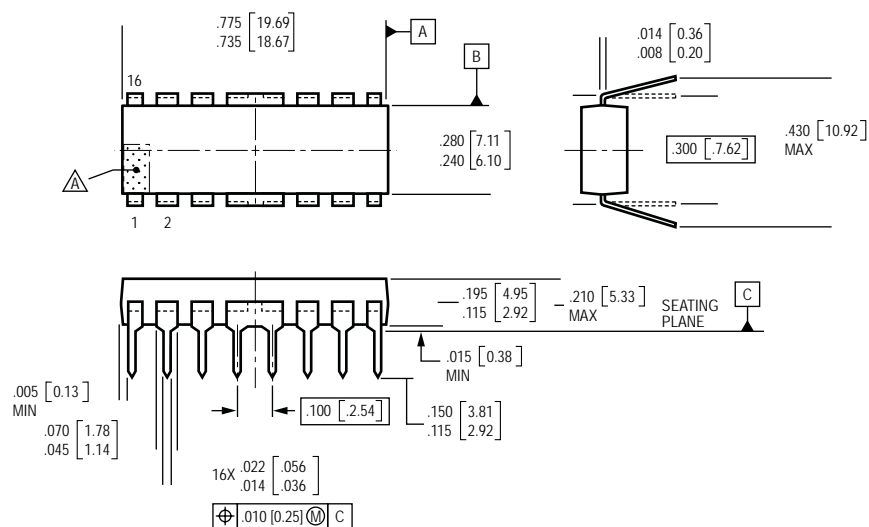 .775 [19.69]
.735 [18.67]
A
B
16
.014 [0.36]
.008 [0.20]
.280 [7.11]
.240 [6.10]
.300 [.7.62]
.430 [10.92]
MAX
A
1 2
.195 [4.95]
.115 [2.92]
.210 [5.33]
MAX
SEATING
PLANE
C
.015 [0.38]
MIN
.005 [0.13]
MIN
.100 [.2.54]
.150 [3.81]
.115 [2.92]
.070 [1.78]
.045 [1.14]
16X .022 [.056]
.014 [.036]
⌖ .010 [0.25] Ⓜ C